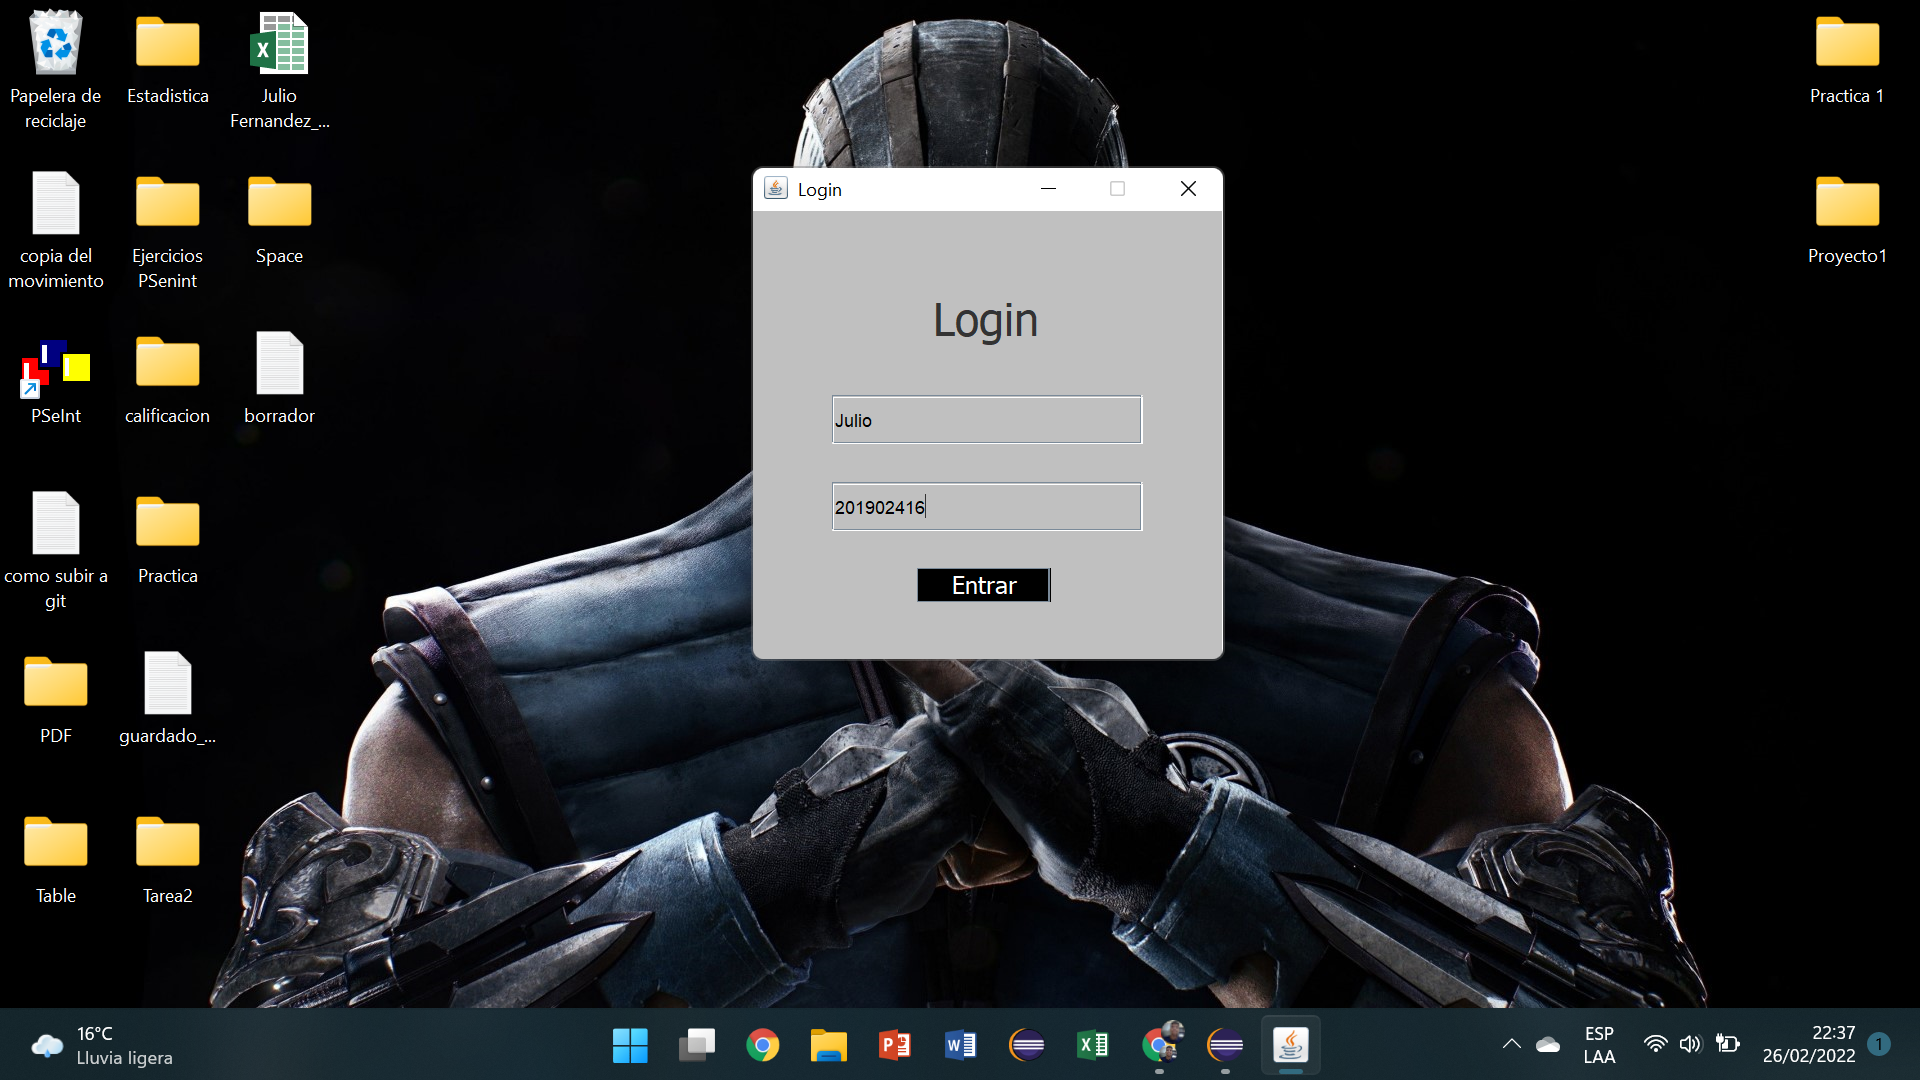 Papelera de
reciclaje
Estadistica
Julio
Fernandez_...
Practica 1
copia del
movimiento
Ejercicios
PSenint
Space
Proyecto1
Login
Login
Julio
201902416
Entrar
PSeInt
calificacion
borrador
como subir a
git
Practica
PDF
guardado_...
Table
Tarea2
16°C
Lluvia ligera
ESP
LAA
22:37
26/02/2022
1